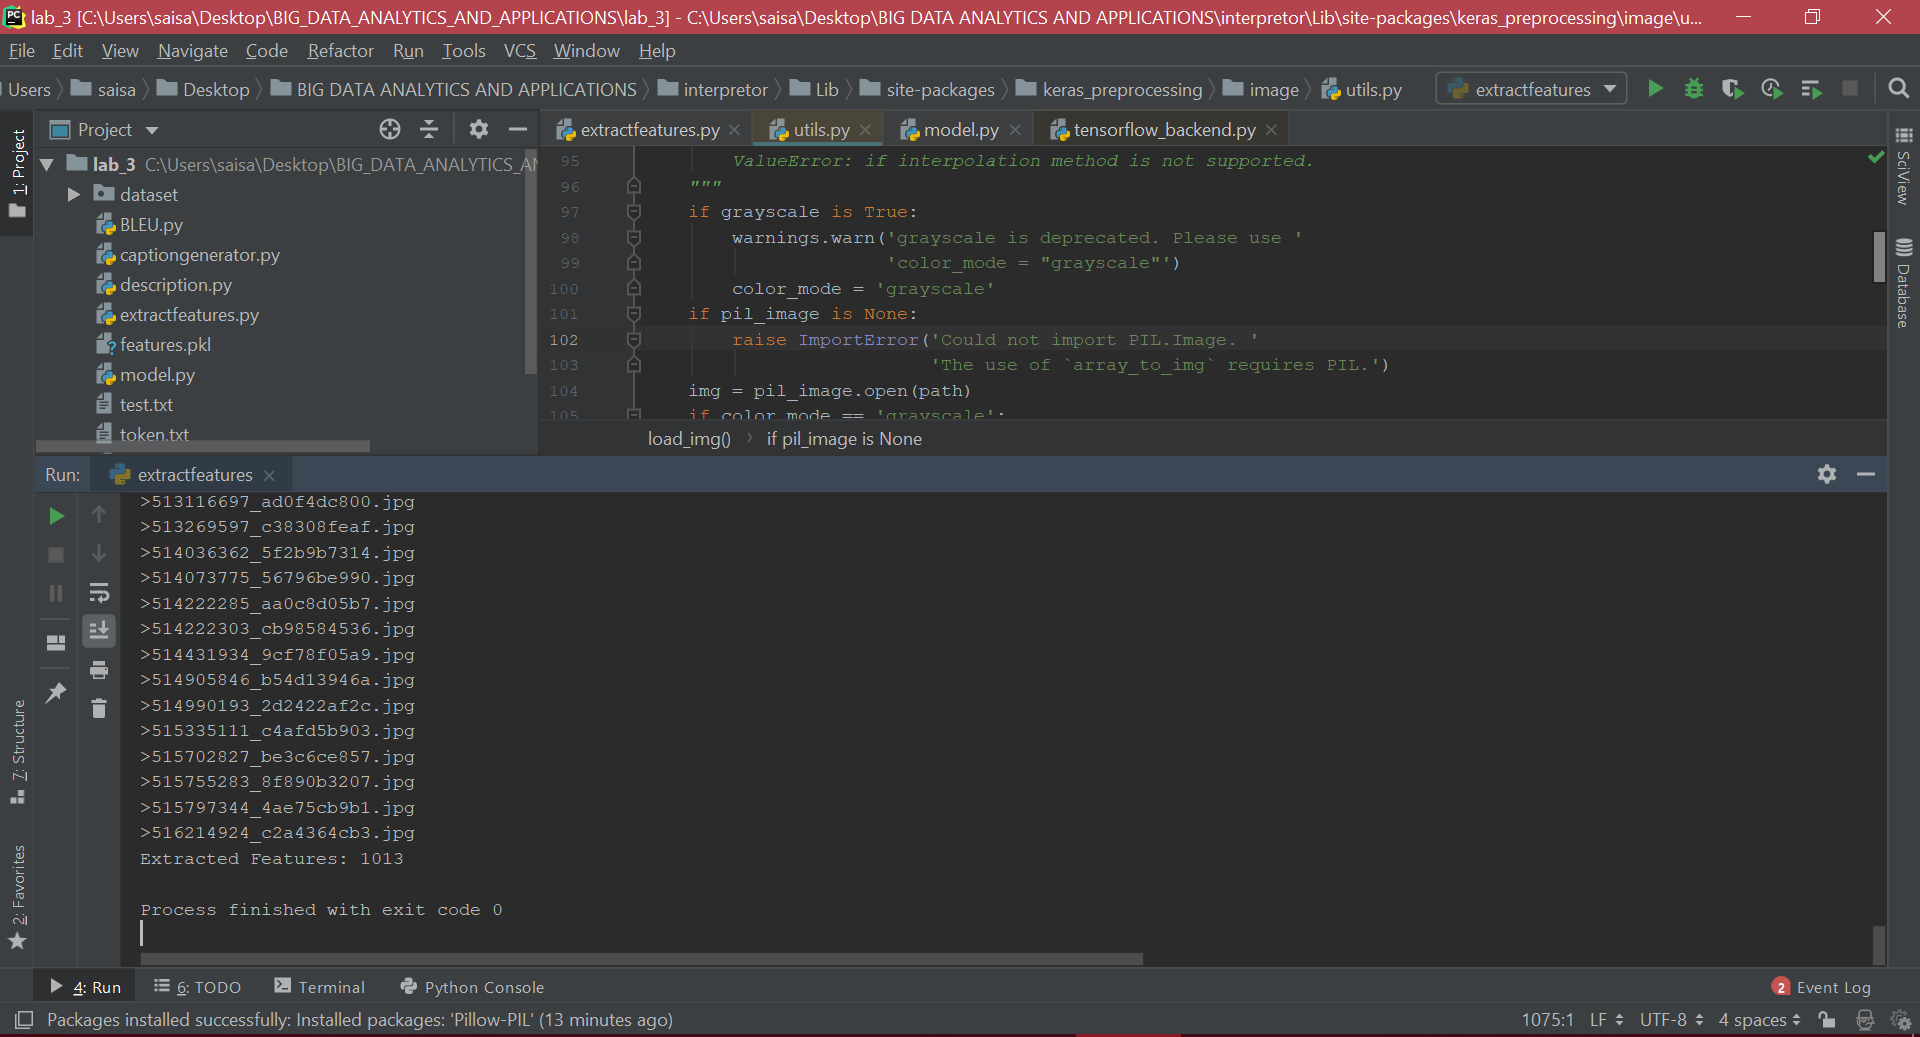 PC lab_3 [C:\Users\saisa\Desktop\BIG_DATA_ANALYTICS_AND_APPLICATIONS\lab_3] - C:\Users\saisa\Desktop\BIG DATA ANALYTICS AND APPLICATIONS\interpretor\Lib\site-packages\keras_preprocessing\image\u...
File Edit View Navigate Code Refactor Run Tools VCS Window Help
Users saisa Desktop BIG DATA ANALYTICS AND APPLICATIONS interpretor Lib site-packages keras_preprocessing image utils.py extractfeatures
Project
extractfeatures.py utils.py model.py tensorflow_backend.py
1: Project
lab_3 C:\Users\saisa\Desktop\BIG_DATA_ANALYTICS_AN
dataset
BLEU.py
captiongenerator.py
description.py
extractfeatures.py
features.pkl
model.py
test.txt
token.txt
95 ValueError: if interpolation method is not supported.
96 """
97 if grayscale is True:
98 warnings.warn('grayscale is deprecated. Please use '
99 'color_mode = "grayscale"')
100 color_mode = 'grayscale'
101 if pil_image is None:
102 raise ImportError('Could not import PIL.Image. '
103 'The use of `array_to_img` requires PIL.')
104 img = pil_image.open(path)
105 if color_mode == 'grayscale':
load_img() if pil_image is None
SciView
Database
Run: extractfeatures
>513116697_ad0f4dc800.jpg
>513269597_c38308feaf.jpg
>514036362_5f2b9b7314.jpg
>514073775_56796be990.jpg
>514222285_aa0c8d05b7.jpg
>514222303_cb98584536.jpg
>514431934_9cf78f05a9.jpg
>514905846_b54d13946a.jpg
>514990193_2d2422af2c.jpg
>515335111_c4afd5b903.jpg
>515702827_be3c6ce857.jpg
>515755283_8f890b3207.jpg
>515797344_4ae75cb9b1.jpg
>516214924_c2a4364cb3.jpg
Extracted Features: 1013
Process finished with exit code 0
7: Structure
2: Favorites
4: Run 6: TODO Terminal Python Console 2 Event Log
Packages installed successfully: Installed packages: 'Pillow-PIL' (13 minutes ago) 1075:1 LF UTF-8 4 spaces